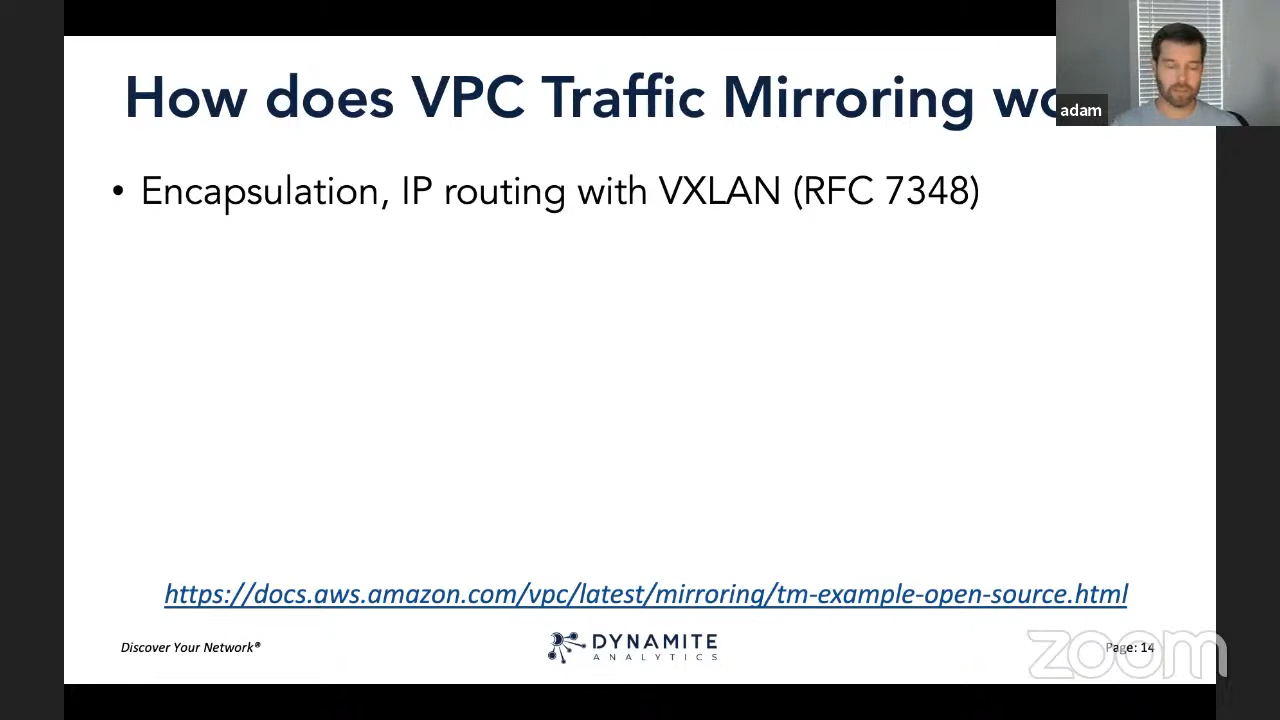 How does VPC Traffic Mirroring
adam
• Encapsulation, IP routing with VXLAN (RFC 7348)
https://docs.aws.amazon.com/vpc/latest/mirroring/tm-example-open-source.html
Discover Your Network®
DYNAMITE
ANALYTICS
Page: 14
zoom